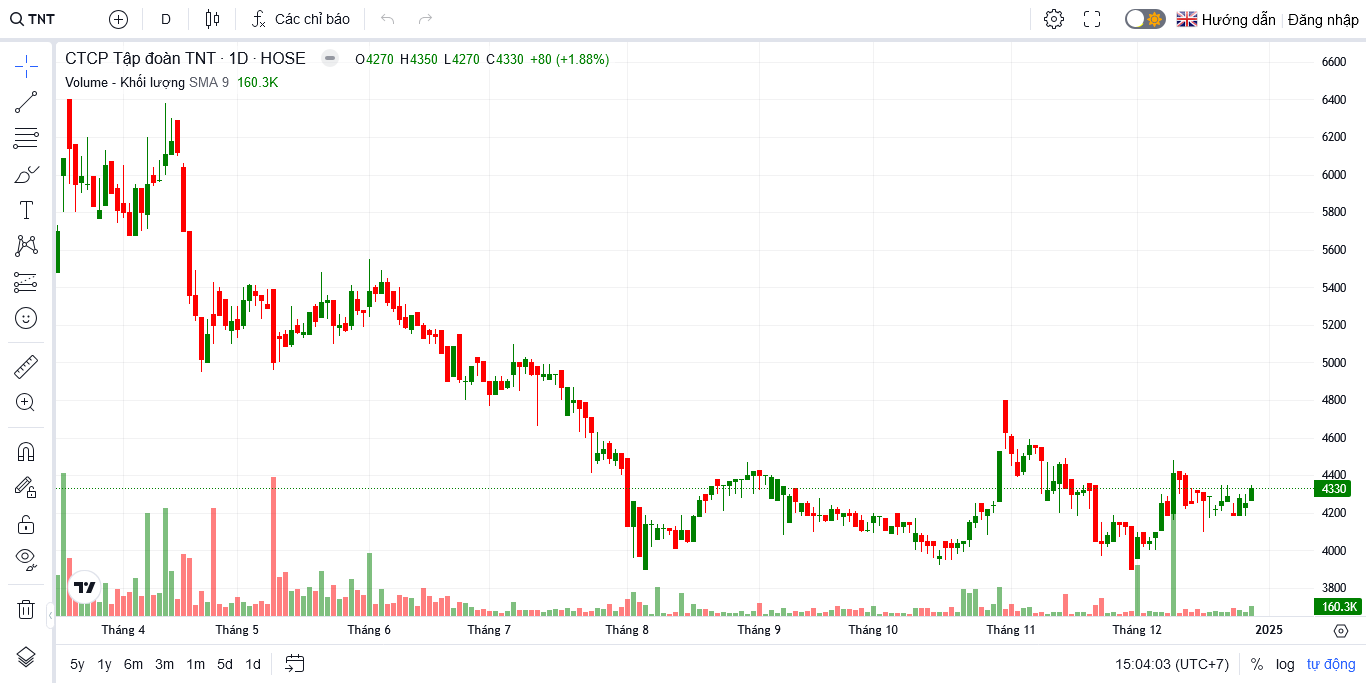 TNT D Các chỉ báo Hướng dẫn Đăng nhập
CTCP Tập đoàn TNT · 1D · HOSE O4270 H4350 L4270 C4330 +80 (+1.88%)
Volume - Khối lượng SMA 9 160.3K
6600
6400
6200
6000
5800
5600
5400
5200
5000
4800
4600
4400
4330
4200
4000
3800
160.3K
Tháng 4 Tháng 5 Tháng 6 Tháng 7 Tháng 8 Tháng 9 Tháng 10 Tháng 11 Tháng 12 2025
5y 1y 6m 3m 1m 5d 1d 15:04:03 (UTC+7) % log tự động